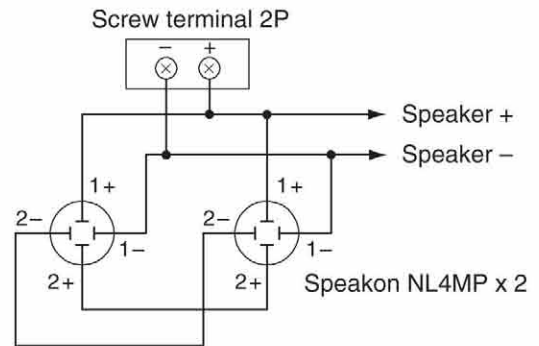 Screw terminal 2P
– +
Speaker +
Speaker –
1+ 1+
2– 2–
1– 1–
2+ 2+
Speakon NL4MP x 2